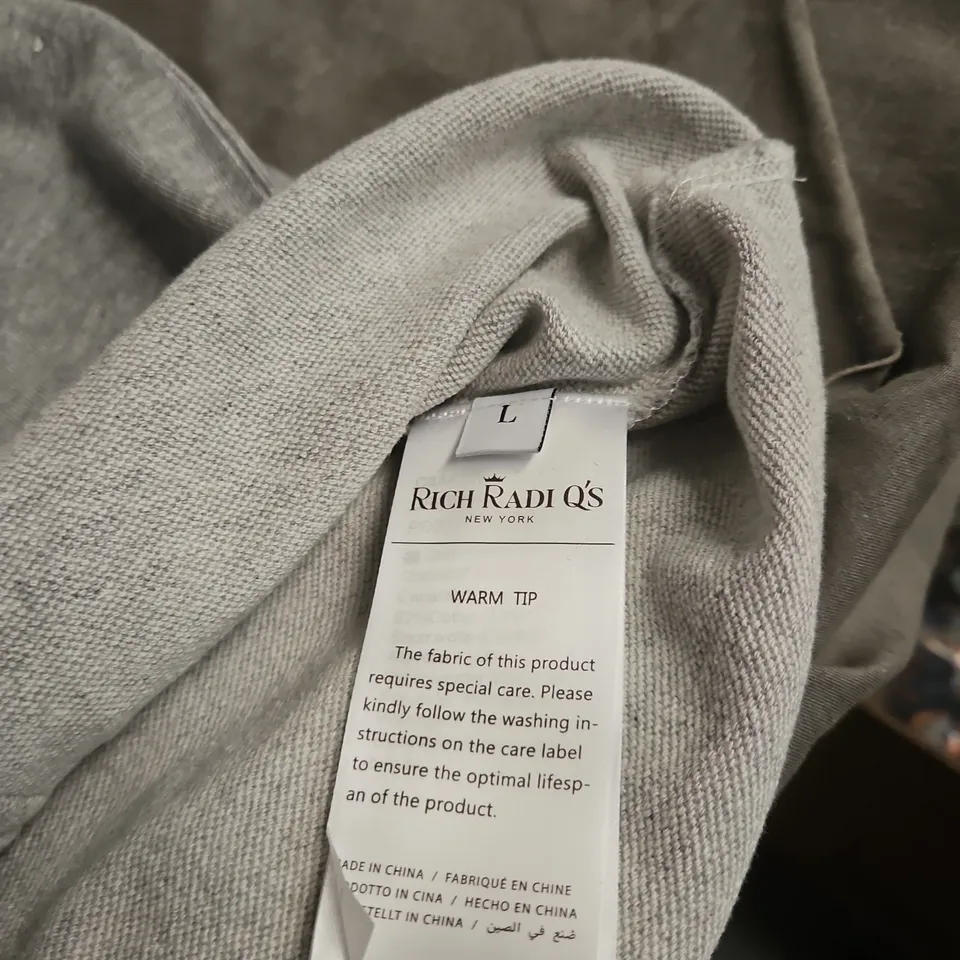 L
RICH RADI Q'S
NEW YORK
WARM TIP
The fabric of this product
requires special care. Please
kindly follow the washing in-
structions on the care label
to ensure the optimal lifesp-
an of the product.
ADE IN CHINA / FABRIQUÉ EN CHINE
DOTTO IN CINA / HECHO EN CHINA
TELLT IN CHINA / صُنع في الصين